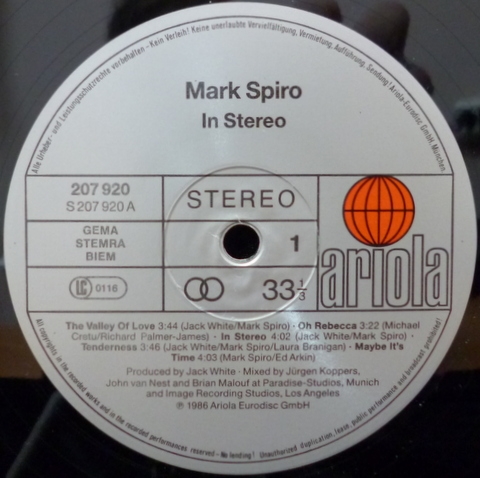 Alle Urheber- und Leistungsschutzrechte vorbehalten - Kein Verleih! Keine unerlaubte Vervielfältigung, Vermietung, Aufführung, Sendung! Ariola-Eurodisc GmbH, München
Mark Spiro
In Stereo
207 920
S 207 920 A
STEREO
GEMA
STEMRA
BIEM
1
LC 0116
33 1/3
ariola
The Valley Of Love 3:44 (Jack White/Mark Spiro) · Oh Rebecca 3:22 (Michael
Cretu/Richard Palmer-James) · In Stereo 4:02 (Jack White/Mark Spiro) ·
Tenderness 3:46 (Jack White/Mark Spiro/Laura Branigan) · Maybe It's
Time 4:03 (Mark Spiro/Ed Arkin)
Produced by Jack White · Mixed by Jürgen Koppers,
John van Nest and Brian Malouf at Paradise-Studios, Munich
and Image Recording Studios, Los Angeles
℗ 1986 Ariola Eurodisc GmbH
All copyrights in the recorded works and in the recorded performances reserved - No lending! Unauthorized duplication, lease, public performance and broadcast prohibited!